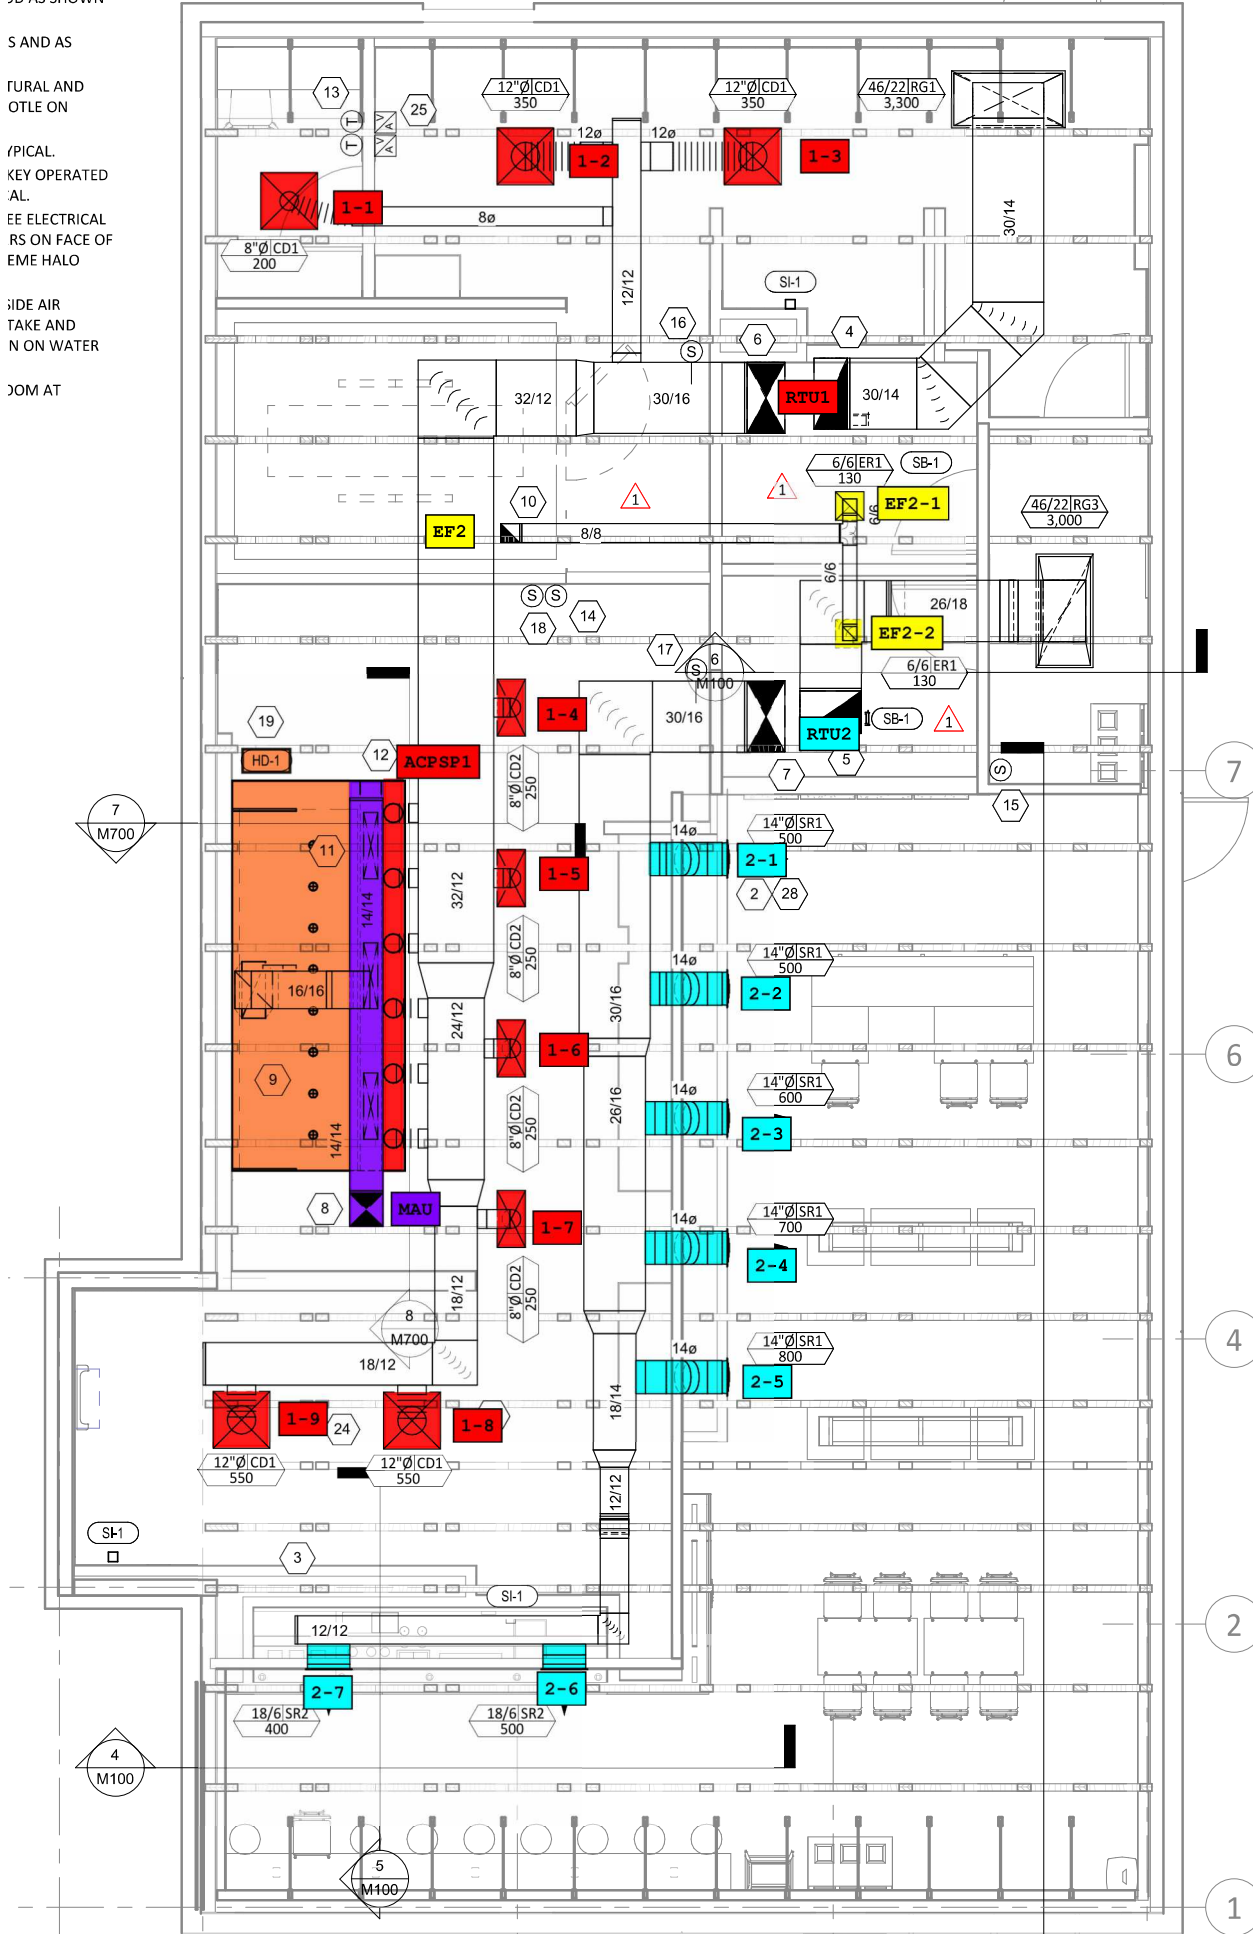 OD AS SHOWN
S AND AS
TURAL AND
OTLE ON
YPICAL.
KEY OPERATED
CAL.
EE ELECTRICAL
RS ON FACE OF
EME HALO
SIDE AIR
TAKE AND
N ON WATER
OOM AT
13
25
12"Ø CD1
350
12"Ø CD1
350
46/22 RG1
3,300
T
V
A
T
V
A
12ø
12ø
1-2
1-3
1-1
8ø
8"Ø CD1
200
30/14
12/12
SI-1
16
6
4
S
32/12
30/16
RTU1
30/14
6/6 ER1
130
SB-1
1
1
10
EF2
EF2-1
6/6
46/22 RG3
3,000
8/8
6/6
26/18
S
S
18
14
EF2-2
17
S
6
M100
6/6 ER1
130
1-4
30/16
SB-1
1
RTU2
5
7
19
HD-1
12
ACPSP1
8"Ø CD2
250
S
15
7
7
M700
14ø
14"Ø SR1
500
2-1
2
28
11
14/14
32/12
1-5
8"Ø CD2
250
14ø
14"Ø SR1
500
2-2
16/16
24/12
30/16
1-6
6
9
14/14
8"Ø CD2
250
26/16
14ø
14"Ø SR1
600
2-3
8
MAU
1-7
14ø
14"Ø SR1
700
2-4
18/12
8"Ø CD2
250
8
M700
18/12
14ø
14"Ø SR1
800
2-5
4
18/14
1-9
24
1-8
12"Ø CD1
550
12"Ø CD1
550
12/12
SI-1
3
SI-1
12/12
2
2-7
2-6
18/6 SR2
400
18/6 SR2
500
4
M100
5
M100
1